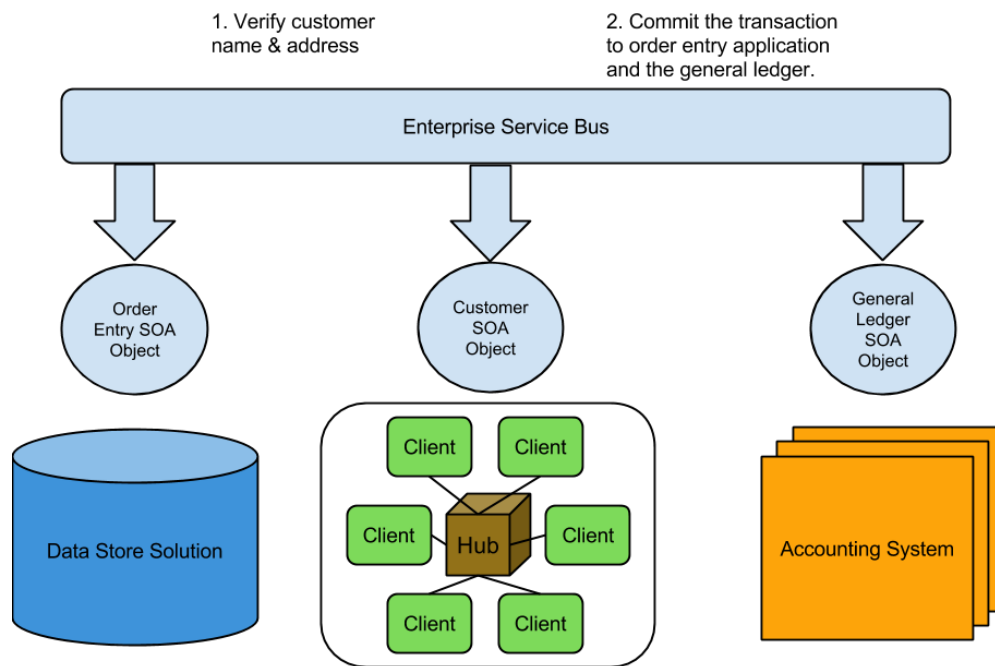 1. Verify customer
name & address
2. Commit the transaction
to order entry application
and the general ledger.
Enterprise Service Bus
Order
Entry SOA
Object
Customer
SOA
Object
General
Ledger
SOA
Object
Data Store Solution
Client
Client
Client
Hub
Client
Client
Client
Accounting System